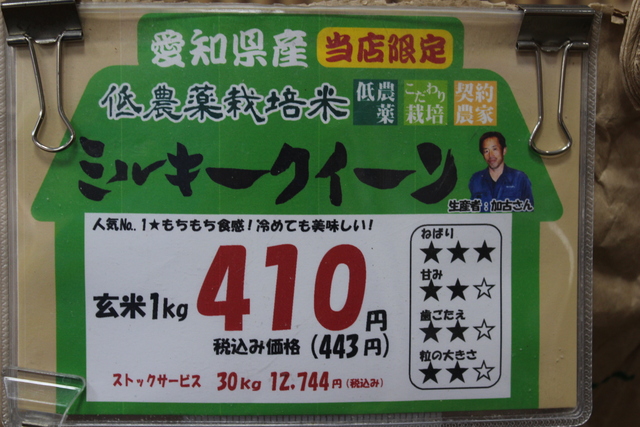 愛知県産 当店限定
低農薬栽培米 低農薬 こだわり栽培 契約農家
ミルキークイーン
生産者:加古さん
人気No.1★もちもち食感!冷めても美味しい!
玄米1kg 410円
税込み価格(443円)
ストックサービス 30kg 12.744円(税込み)
ねばり
★★★
甘み
★★☆
歯ごたえ
★★☆
粒の大きさ
★★☆